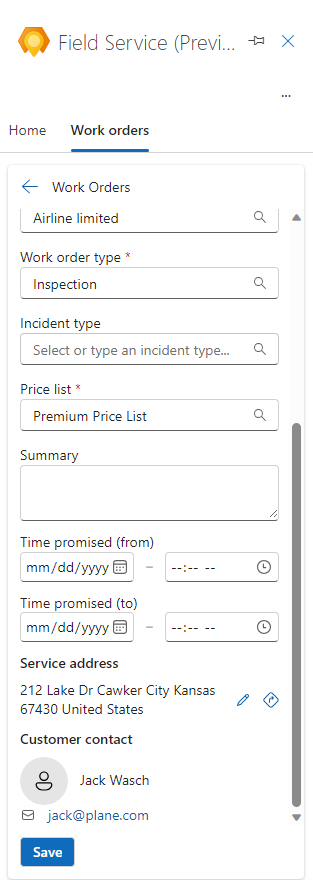 Field Service (Previ...
...
Home Work orders
Work Orders
Airline limited
Work order type *
Inspection
Incident type
Select or type an incident type...
Price list *
Premium Price List
Summary
Time promised (from)
mm/dd/yyyy – --:-- --
Time promised (to)
mm/dd/yyyy – --:-- --
Service address
212 Lake Dr Cawker City Kansas
67430 United States
Customer contact
Jack Wasch
jack@plane.com
Save